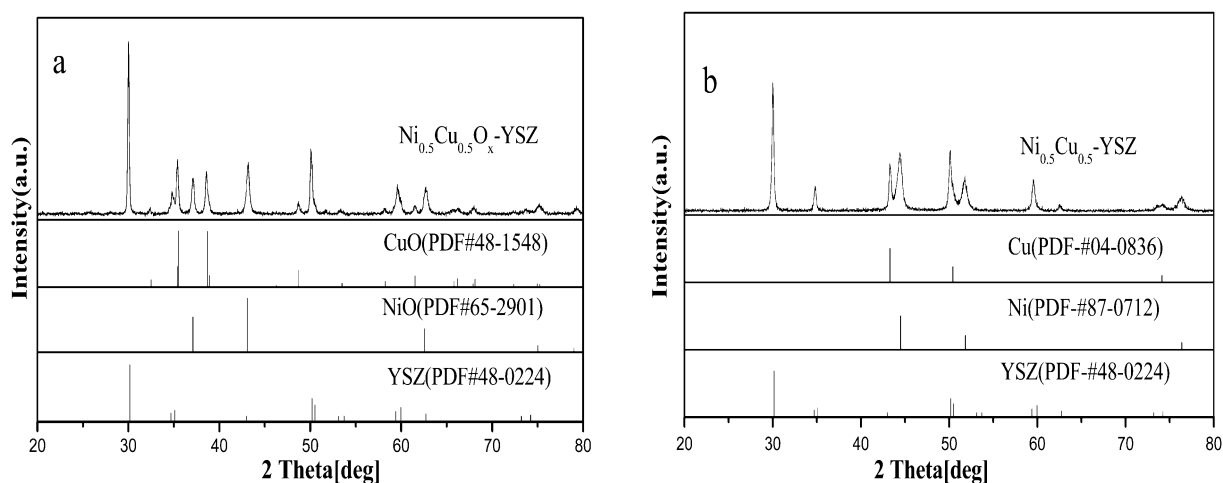 a
Ni0.5Cu0.5Ox-YSZ
CuO(PDF#48-1548)
NiO(PDF#65-2901)
YSZ(PDF#48-0224)
Intensity(a.u.)
20 30 40 50 60 70 80
2 Theta[deg]
b
Ni0.5Cu0.5-YSZ
Cu(PDF-#04-0836)
Ni(PDF-#87-0712)
YSZ(PDF-#48-0224)
Intensity(a.u.)
20 30 40 50 60 70 80
2 Theta[deg]